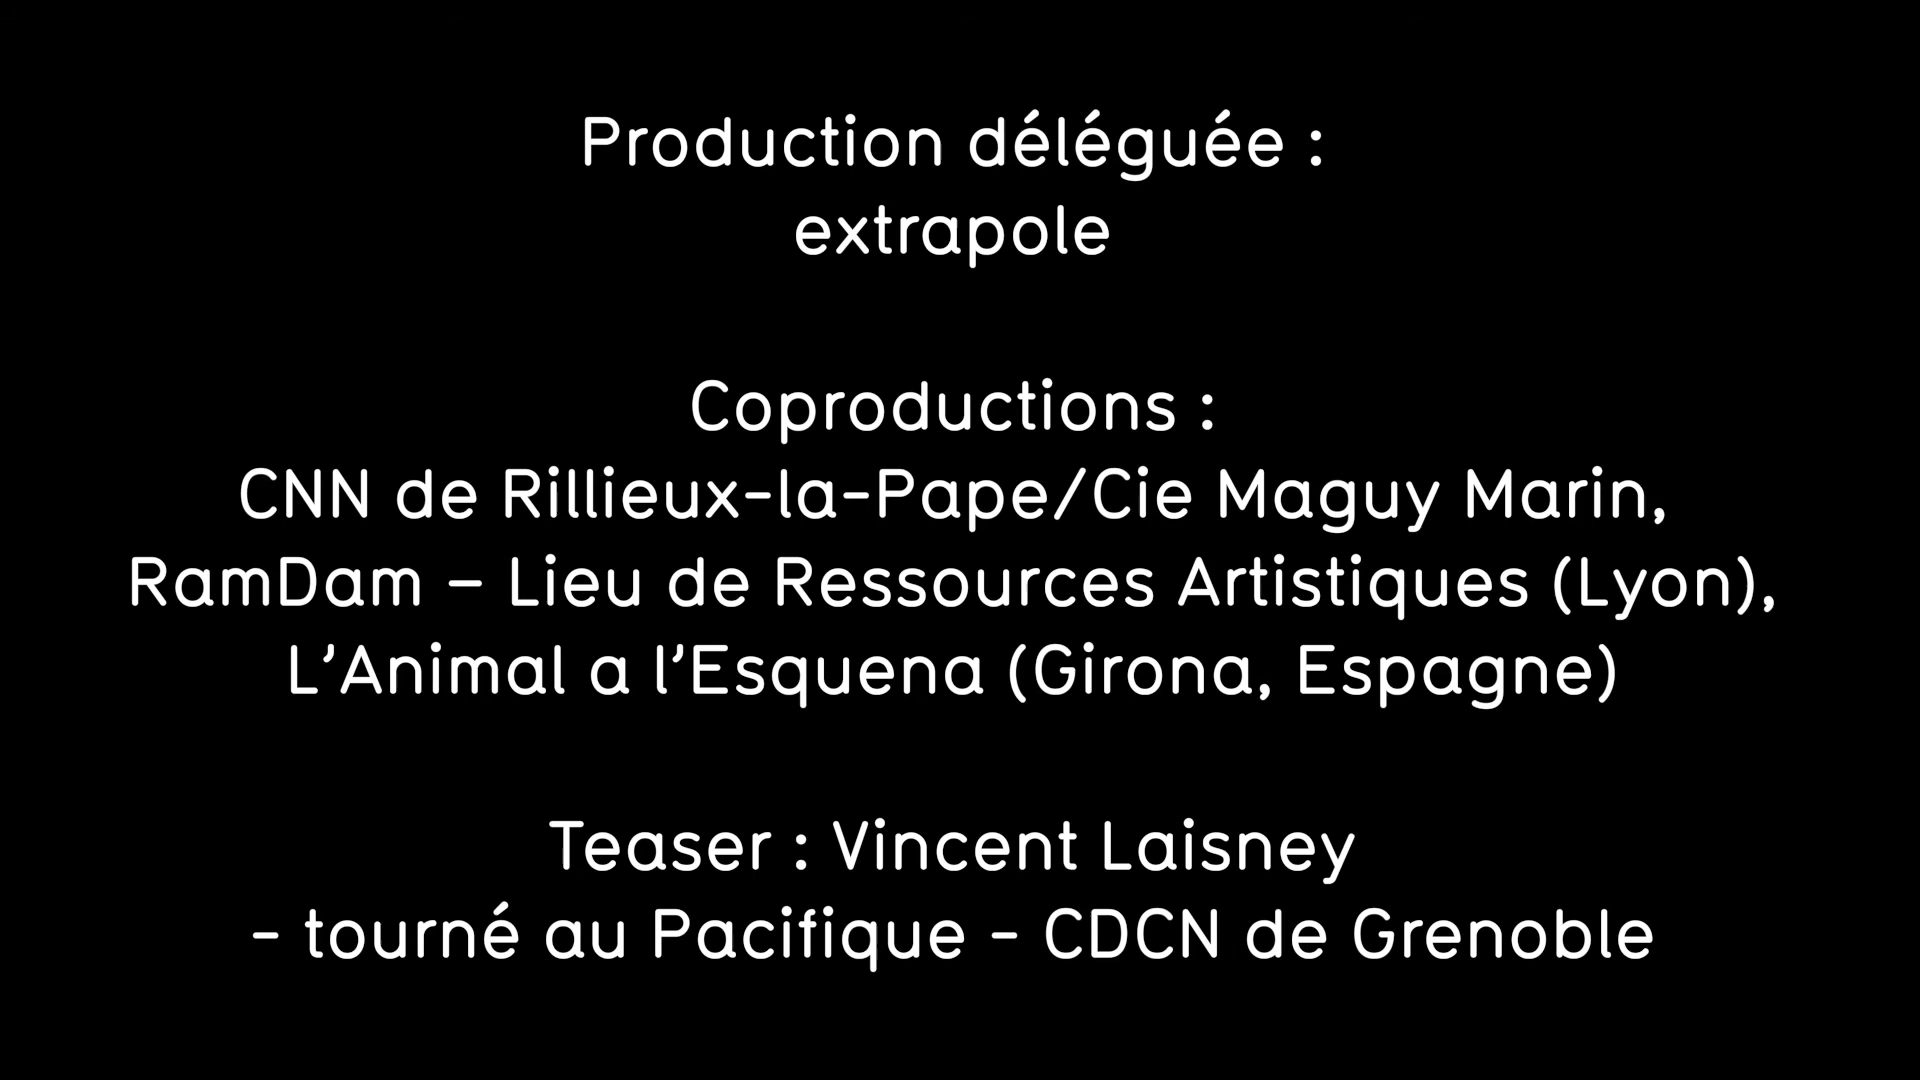 Production déléguée :
extrapole
Coproductions :
CNN de Rillieux-la-Pape/Cie Maguy Marin,
RamDam – Lieu de Ressources Artistiques (Lyon),
L’Animal a l’Esquena (Girona, Espagne)
Teaser : Vincent Laisney
- tourné au Pacifique - CDCN de Grenoble